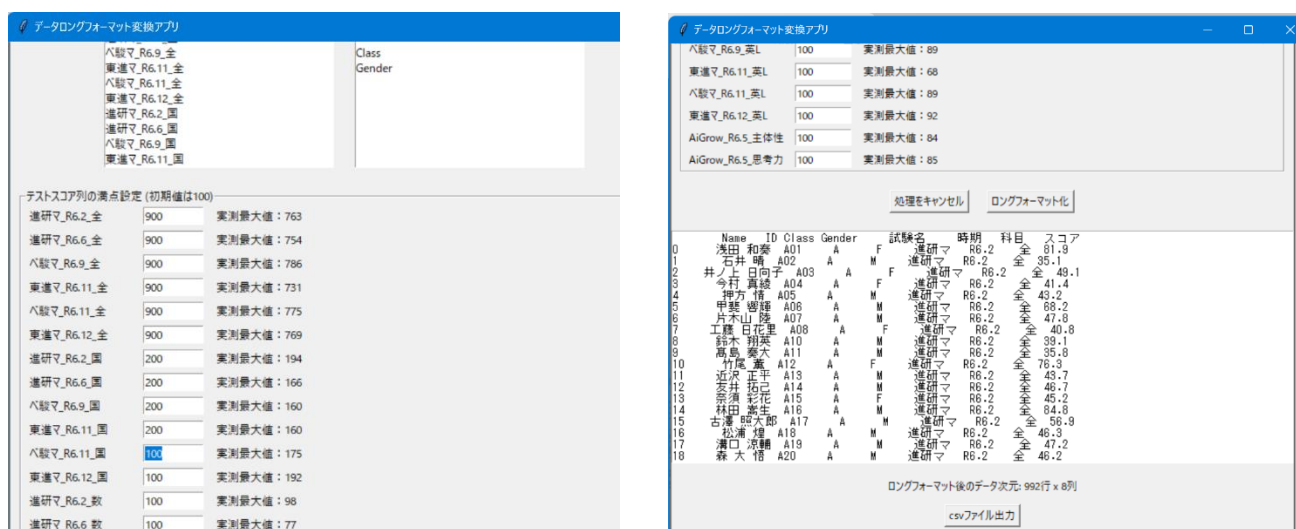 データロングフォーマット変換アプリ
ベ駿マ_R6.9_全
東進マ_R6.11_全
ベ駿マ_R6.11_全
東進マ_R6.12_全
進研マ_R6.2_国
進研マ_R6.6_国
ベ駿マ_R6.9_国
東進マ_R6.11_国
Class
Gender
テストスコア列の満点設定 (初期値は100)
進研マ_R6.2_全 900 実測最大値：763
進研マ_R6.6_全 900 実測最大値：754
ベ駿マ_R6.9_全 900 実測最大値：786
東進マ_R6.11_全 900 実測最大値：731
ベ駿マ_R6.11_全 900 実測最大値：775
東進マ_R6.12_全 900 実測最大値：769
進研マ_R6.2_国 200 実測最大値：194
進研マ_R6.6_国 200 実測最大値：166
ベ駿マ_R6.9_国 200 実測最大値：160
東進マ_R6.11_国 200 実測最大値：160
ベ駿マ_R6.11_国 100 実測最大値：175
東進マ_R6.12_国 100 実測最大値：192
進研マ_R6.2_数 100 実測最大値：98
進研マ_R6.6_数 100 実測最大値：77
データロングフォーマット変換アプリ
ベ駿マ_R6.9_英L 100 実測最大値：89
東進マ_R6.11_英L 100 実測最大値：68
ベ駿マ_R6.11_英L 100 実測最大値：89
東進マ_R6.12_英L 100 実測最大値：92
AiGrow_R6.5_主体性 100 実測最大値：84
AiGrow_R6.5_思考力 100 実測最大値：85
処理をキャンセル ロングフォーマット化
Name ID Class Gender 試験名 時期 科目 スコア
0 浅田 和奏 A01 A F 進研マ R6.2 全 81.9
1 石井 晴 A02 A M 進研マ R6.2 全 35.1
2 井ノ上 日向子 A03 A F 進研マ R6.2 全 49.1
3 今村 真綾 A04 A F 進研マ R6.2 全 41.4
4 押方 情 A05 A M 進研マ R6.2 全 43.2
5 甲斐 響輝 A06 A M 進研マ R6.2 全 68.2
6 片木山 陸 A07 A M 進研マ R6.2 全 47.8
7 工藤 日花里 A08 A F 進研マ R6.2 全 40.8
8 鈴木 翔英 A10 A M 進研マ R6.2 全 39.1
9 髙島 奏大 A11 A M 進研マ R6.2 全 35.8
10 竹尾 薫 A12 A F 進研マ R6.2 全 76.3
11 近沢 正平 A13 A M 進研マ R6.2 全 43.7
12 友井 拓己 A14 A M 進研マ R6.2 全 46.7
13 奈須 彩花 A15 A F 進研マ R6.2 全 45.2
14 林田 嵩生 A16 A M 進研マ R6.2 全 84.8
15 古澤 照大郎 A17 A M 進研マ R6.2 全 56.9
16 松浦 煌 A18 A M 進研マ R6.2 全 46.3
17 溝口 涼輔 A19 A M 進研マ R6.2 全 47.2
18 森 大 悟 A20 A M 進研マ R6.2 全 46.2
ロングフォーマット後のデータ次元: 992行 x 8列
csvファイル出力